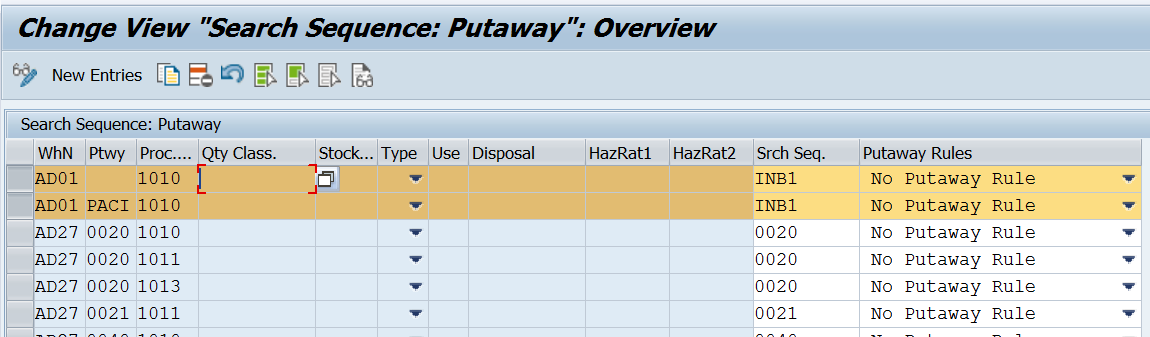 Change View "Search Sequence: Putaway": Overview
New Entries
Search Sequence: Putaway
WhN Ptwy Proc.... Qty Class. Stock... Type Use Disposal HazRat1 HazRat2 Srch Seq. Putaway Rules
AD01 1010 INB1 No Putaway Rule
AD01 PACI 1010 INB1 No Putaway Rule
AD27 0020 1010 0020 No Putaway Rule
AD27 0020 1011 0020 No Putaway Rule
AD27 0020 1013 0020 No Putaway Rule
AD27 0021 1011 0021 No Putaway Rule